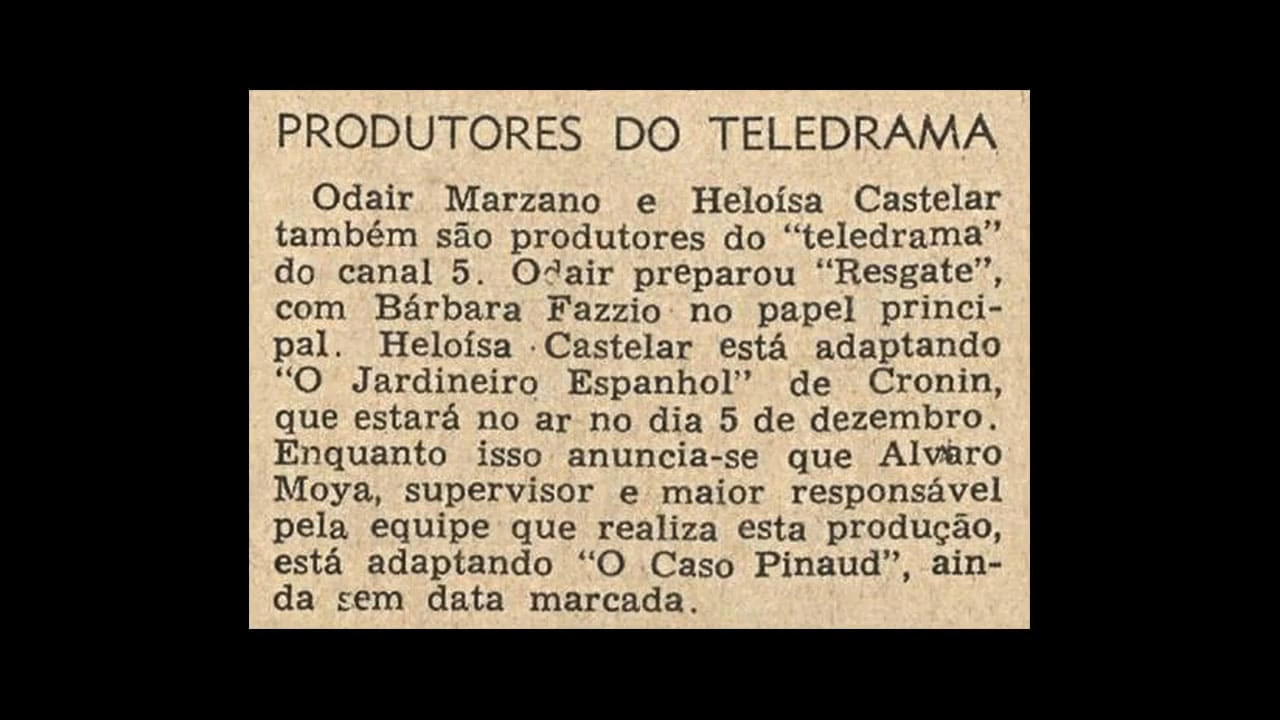 PRODUTORES DO TELEDRAMA
Odair Marzano e Heloísa Castelar
também são produtores do “teledrama”
do canal 5. Odair preparou “Resgate”,
com Bárbara Fazzio no papel princi-
pal. Heloísa Castelar está adaptando
“O Jardineiro Espanhol” de Cronin,
que estará no ar no dia 5 de dezembro.
Enquanto isso anuncia-se que Alvaro
Moya, supervisor e maior responsável
pela equipe que realiza esta produção,
está adaptando “O Caso Pinaud”, ain-
da sem data marcada.